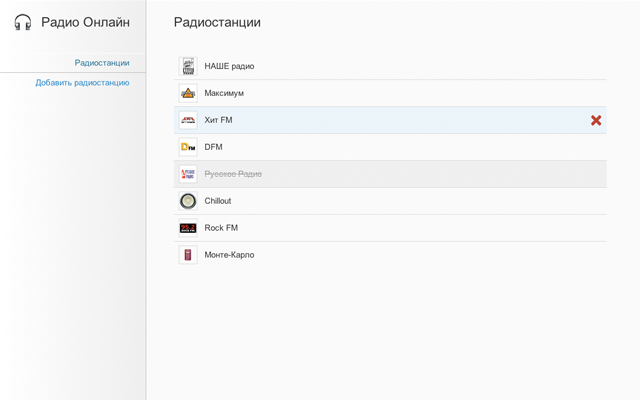 Радио Онлайн
Радиостанции
Добавить радиостанцию
Радиостанции
НАШЕ радио
Максимум
Хит FM
DFM
Русское Радио
Chillout
Rock FM
Монте-Карло